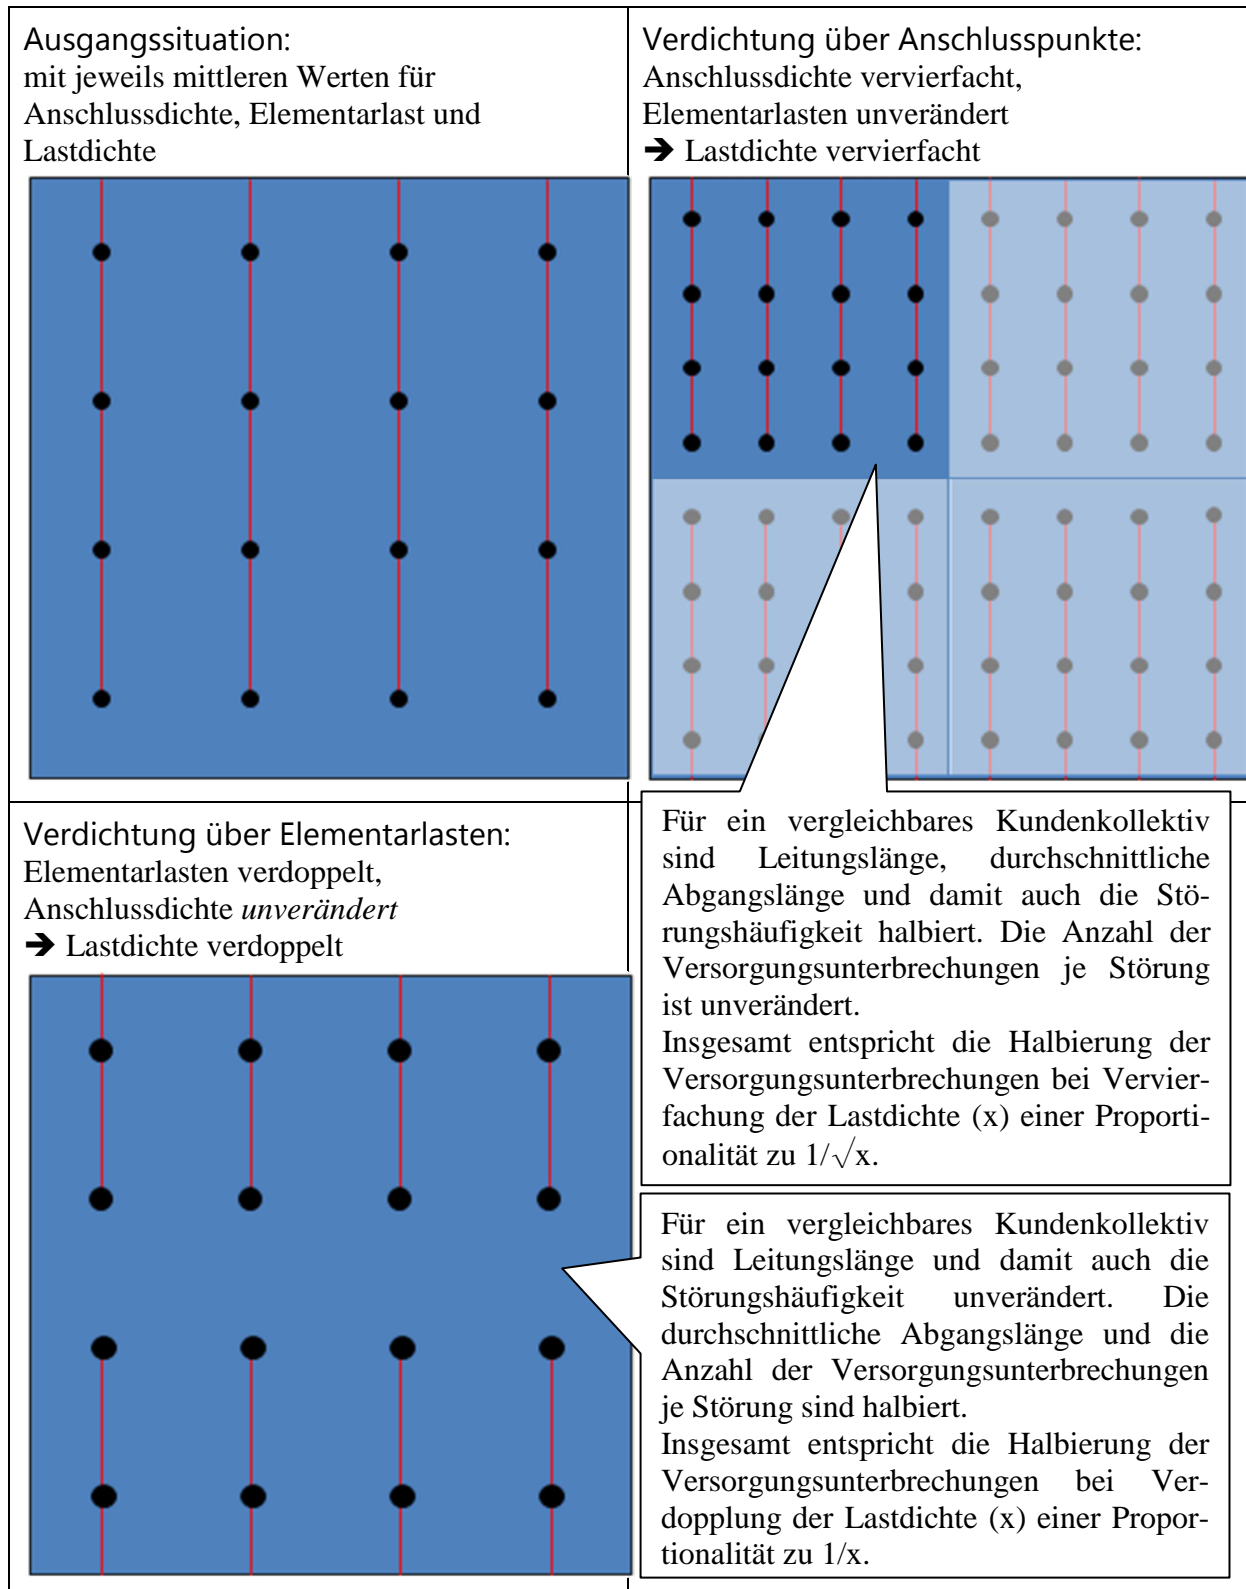 Ausgangssituation:
mit jeweils mittleren Werten für
Anschlussdichte, Elementarlast und
Lastdichte
Verdichtung über Anschlusspunkte:
Anschlussdichte vervierfacht,
Elementarlasten unverändert
➔ Lastdichte vervierfacht
Verdichtung über Elementarlasten:
Elementarlasten verdoppelt,
Anschlussdichte unverändert
➔ Lastdichte verdoppelt
Für ein vergleichbares Kundenkollektiv
sind Leitungslänge, durchschnittliche
Abgangslänge und damit auch die Stö-
rungshäufigkeit halbiert. Die Anzahl der
Versorgungsunterbrechungen je Störung
ist unverändert.
Insgesamt entspricht die Halbierung der
Versorgungsunterbrechungen bei Vervier-
fachung der Lastdichte (x) einer Proporti-
onalität zu 1/√x.
Für ein vergleichbares Kundenkollektiv
sind Leitungslänge und damit auch die
Störungshäufigkeit unverändert. Die
durchschnittliche Abgangslänge und die
Anzahl der Versorgungsunterbrechungen
je Störung sind halbiert.
Insgesamt entspricht die Halbierung der
Versorgungsunterbrechungen bei Ver-
dopplung der Lastdichte (x) einer Propor-
tionalität zu 1/x.